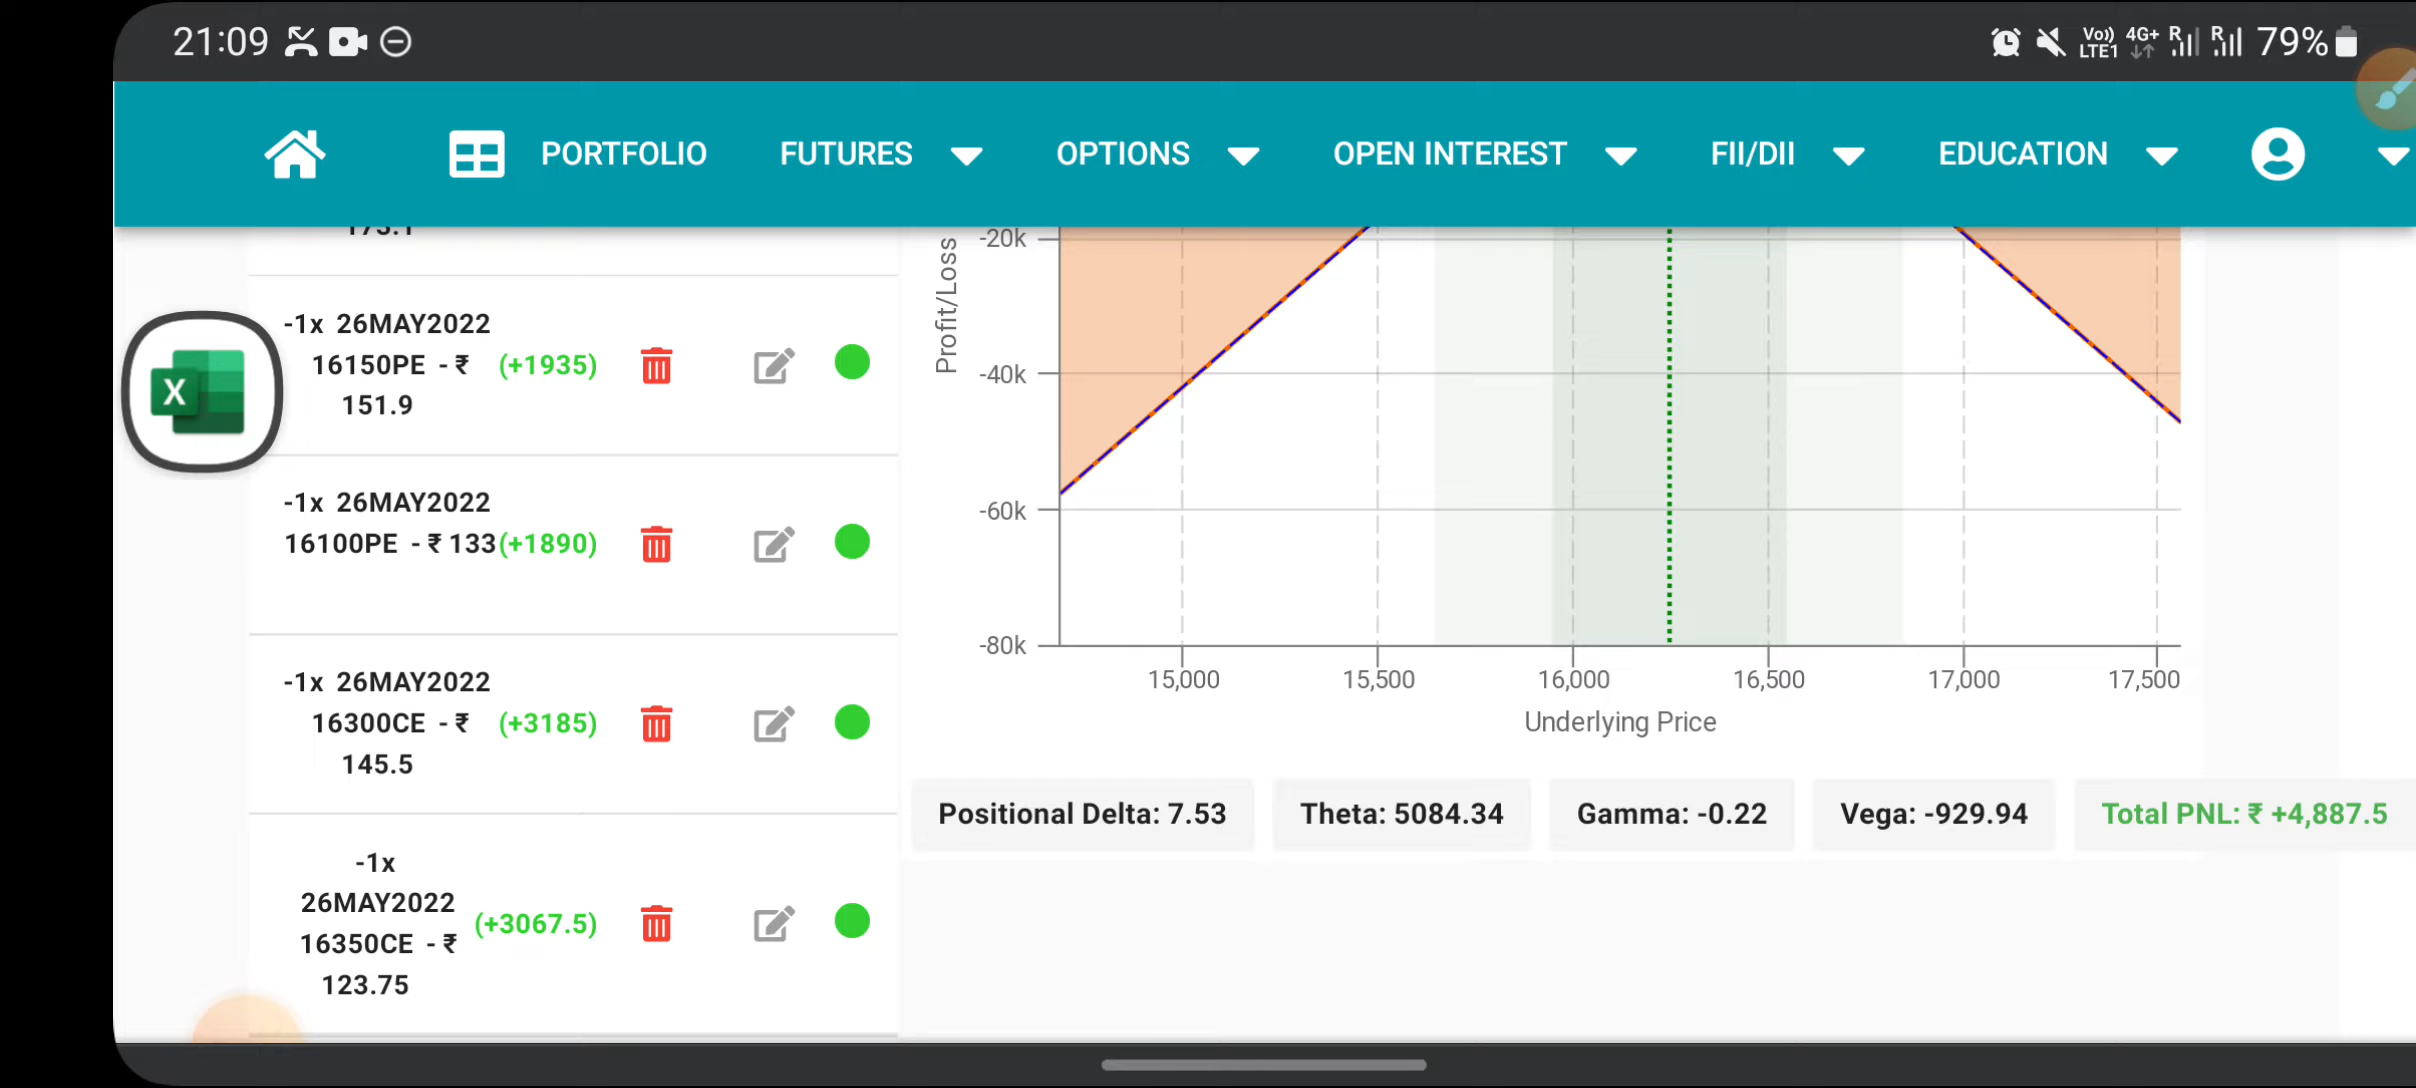 21:09
Vo)) LTE1 4G+ R R 79%
PORTFOLIO FUTURES OPTIONS OPEN INTEREST FII/DII EDUCATION
X
-1x 26MAY2022
16150PE - ₹ (+1935)
151.9
-1x 26MAY2022
16100PE - ₹ 133 (+1890)
-1x 26MAY2022
16300CE - ₹ (+3185)
145.5
-1x
26MAY2022
16350CE - ₹ (+3067.5)
123.75
Profit/Loss
-20k
-40k
-60k
-80k
15,000 15,500 16,000 16,500 17,000 17,500
Underlying Price
Positional Delta: 7.53 Theta: 5084.34 Gamma: -0.22 Vega: -929.94 Total PNL: ₹ +4,887.5